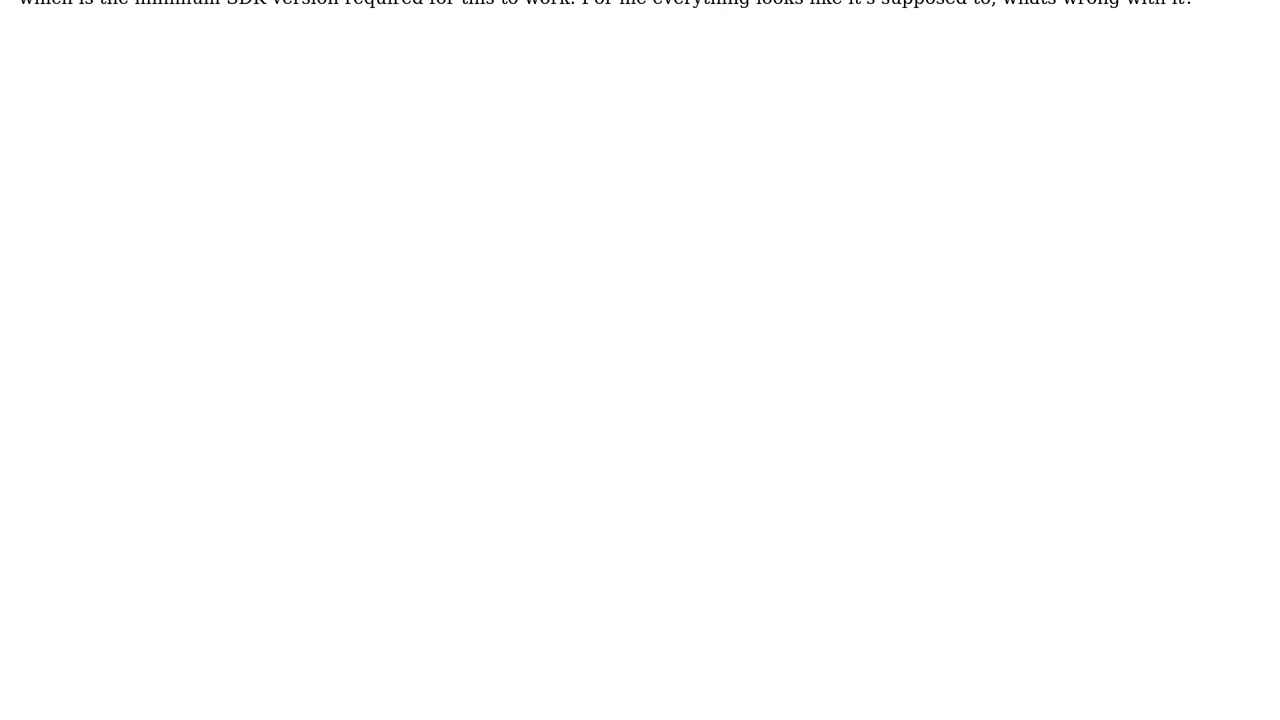 which is the minimum SDK version required for this to work. For me everything looks like it's supposed to, whats wrong with it?